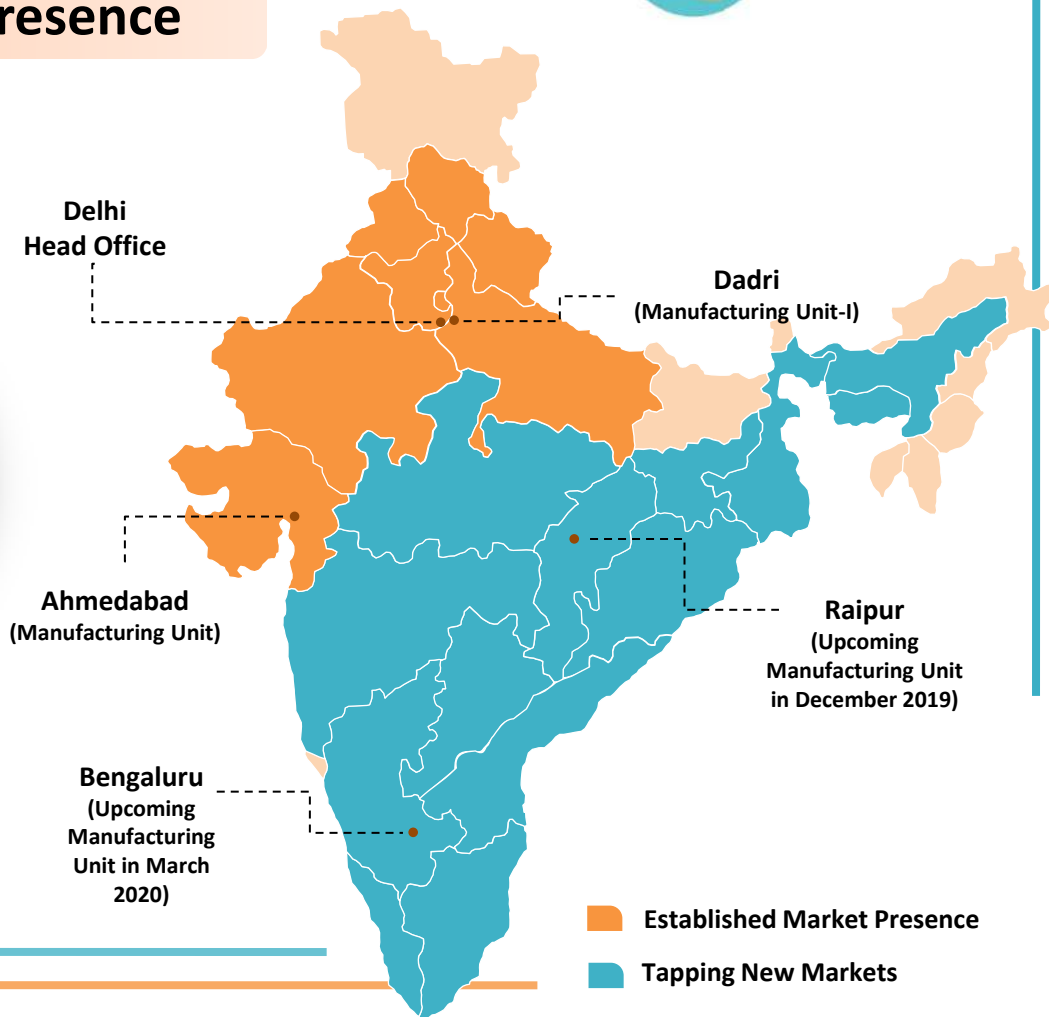 resence
Delhi
Head Office
Dadri
(Manufacturing Unit-I)
Ahmedabad
(Manufacturing Unit)
Raipur
(Upcoming
Manufacturing Unit
in December 2019)
Bengaluru
(Upcoming
Manufacturing
Unit in March
2020)
Established Market Presence
Tapping New Markets